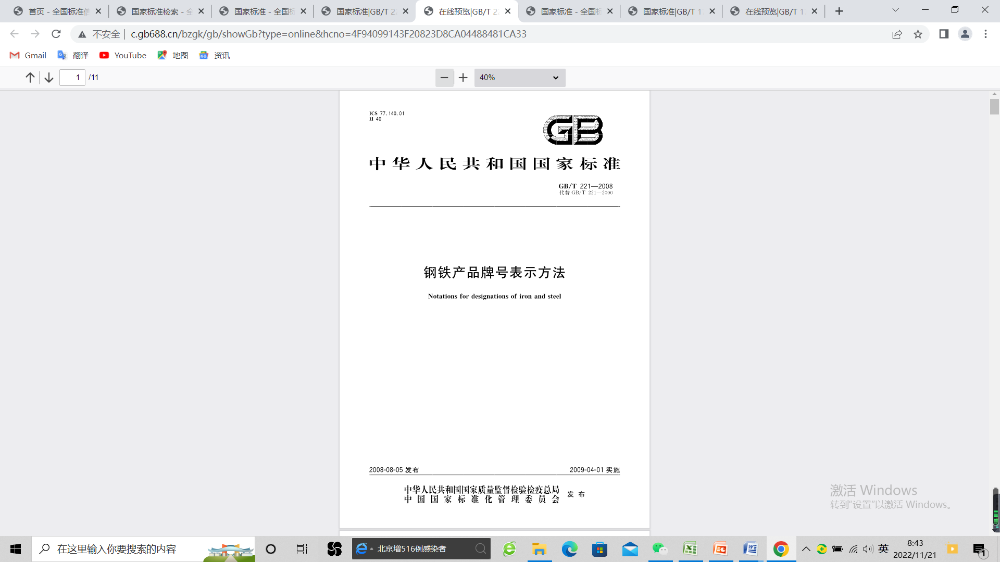 首页 - 全国标准信
国家标准检索 - 全
国家标准 - 全国标
国家标准|GB/T 22
在线预览|GB/T 22
国家标准 - 全国标
国家标准|GB/T 1
在线预览|GB/T 1
不安全
c.gb688.cn/bzgk/gb/showGb?type=online&hcno=4F94099143F20823D8CA04488481CA33
Gmail
翻译
YouTube
地图
资讯
1 /11
40%
ICS 77.140.01
H 40
GB
中华人民共和国国家标准
GB/T 221—2008
代替 GB/T 221—2000
钢铁产品牌号表示方法
Notations for designations of iron and steel
2008-08-05 发布
2009-04-01 实施
中华人民共和国国家质量监督检验检疫总局
中国国家标准化管理委员会
发布
激活 Windows
转到"设置"以激活 Windows。
在这里输入你要搜索的内容
北京增516例感染者
英
8:43
2022/11/21
1